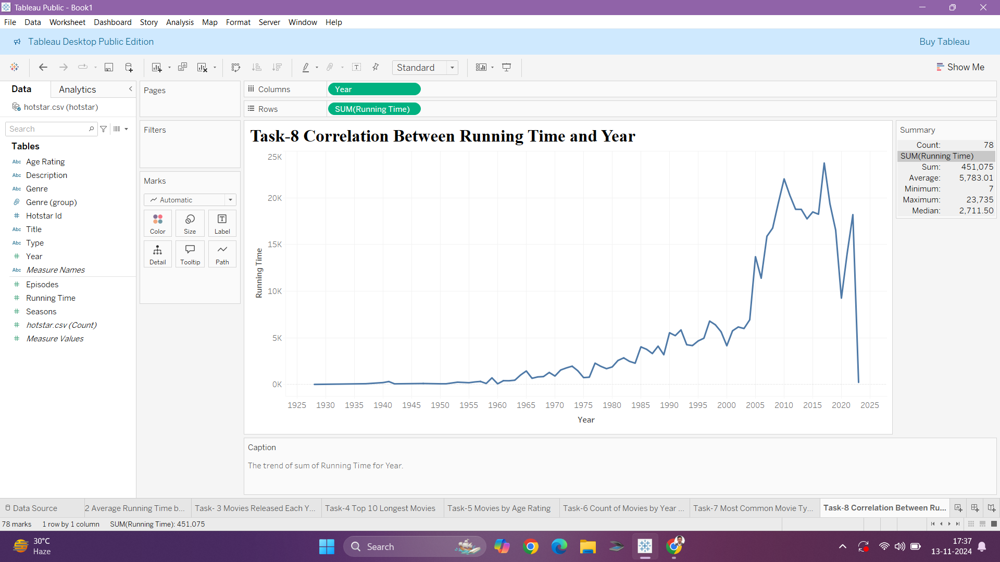 Tableau Public - Book1
File Data Worksheet Dashboard Story Analysis Map Format Server Window Help
Tableau Desktop Public Edition
Buy Tableau
Standard
Show Me
Data
Analytics
hotstar.csv (hotstar)
Search
Tables
Abc Age Rating
Abc Description
Abc Genre
Genre (group)
# Hotstar Id
Abc Title
Abc Type
# Year
Abc Measure Names
# Episodes
# Running Time
# Seasons
# hotstar.csv (Count)
# Measure Values
Pages
Filters
Marks
Automatic
Color Size Label
Detail Tooltip Path
Columns Year
Rows SUM(Running Time)
Task-8 Correlation Between Running Time and Year
25K
20K
15K
10K
5K
0K
Running Time
1925 1930 1935 1940 1945 1950 1955 1960 1965 1970 1975 1980 1985 1990 1995 2000 2005 2010 2015 2020 2025
Year
Summary
Count: 78
SUM(Running Time)
Sum: 451,075
Average: 5,783.01
Minimum: 7
Maximum: 23,735
Median: 2,711.50
Caption
The trend of sum of Running Time for Year.
Data Source
2 Average Running Time b...
Task- 3 Movies Released Each Y...
Task-4 Top 10 Longest Movies
Task-5 Movies by Age Rating
Task-6 Count of Movies by Year ...
Task-7 Most Common Movie Ty...
Task-8 Correlation Between Ru...
78 marks 1 row by 1 column SUM(Running Time): 451,075
30°C
Haze
Search
17:37
13-11-2024